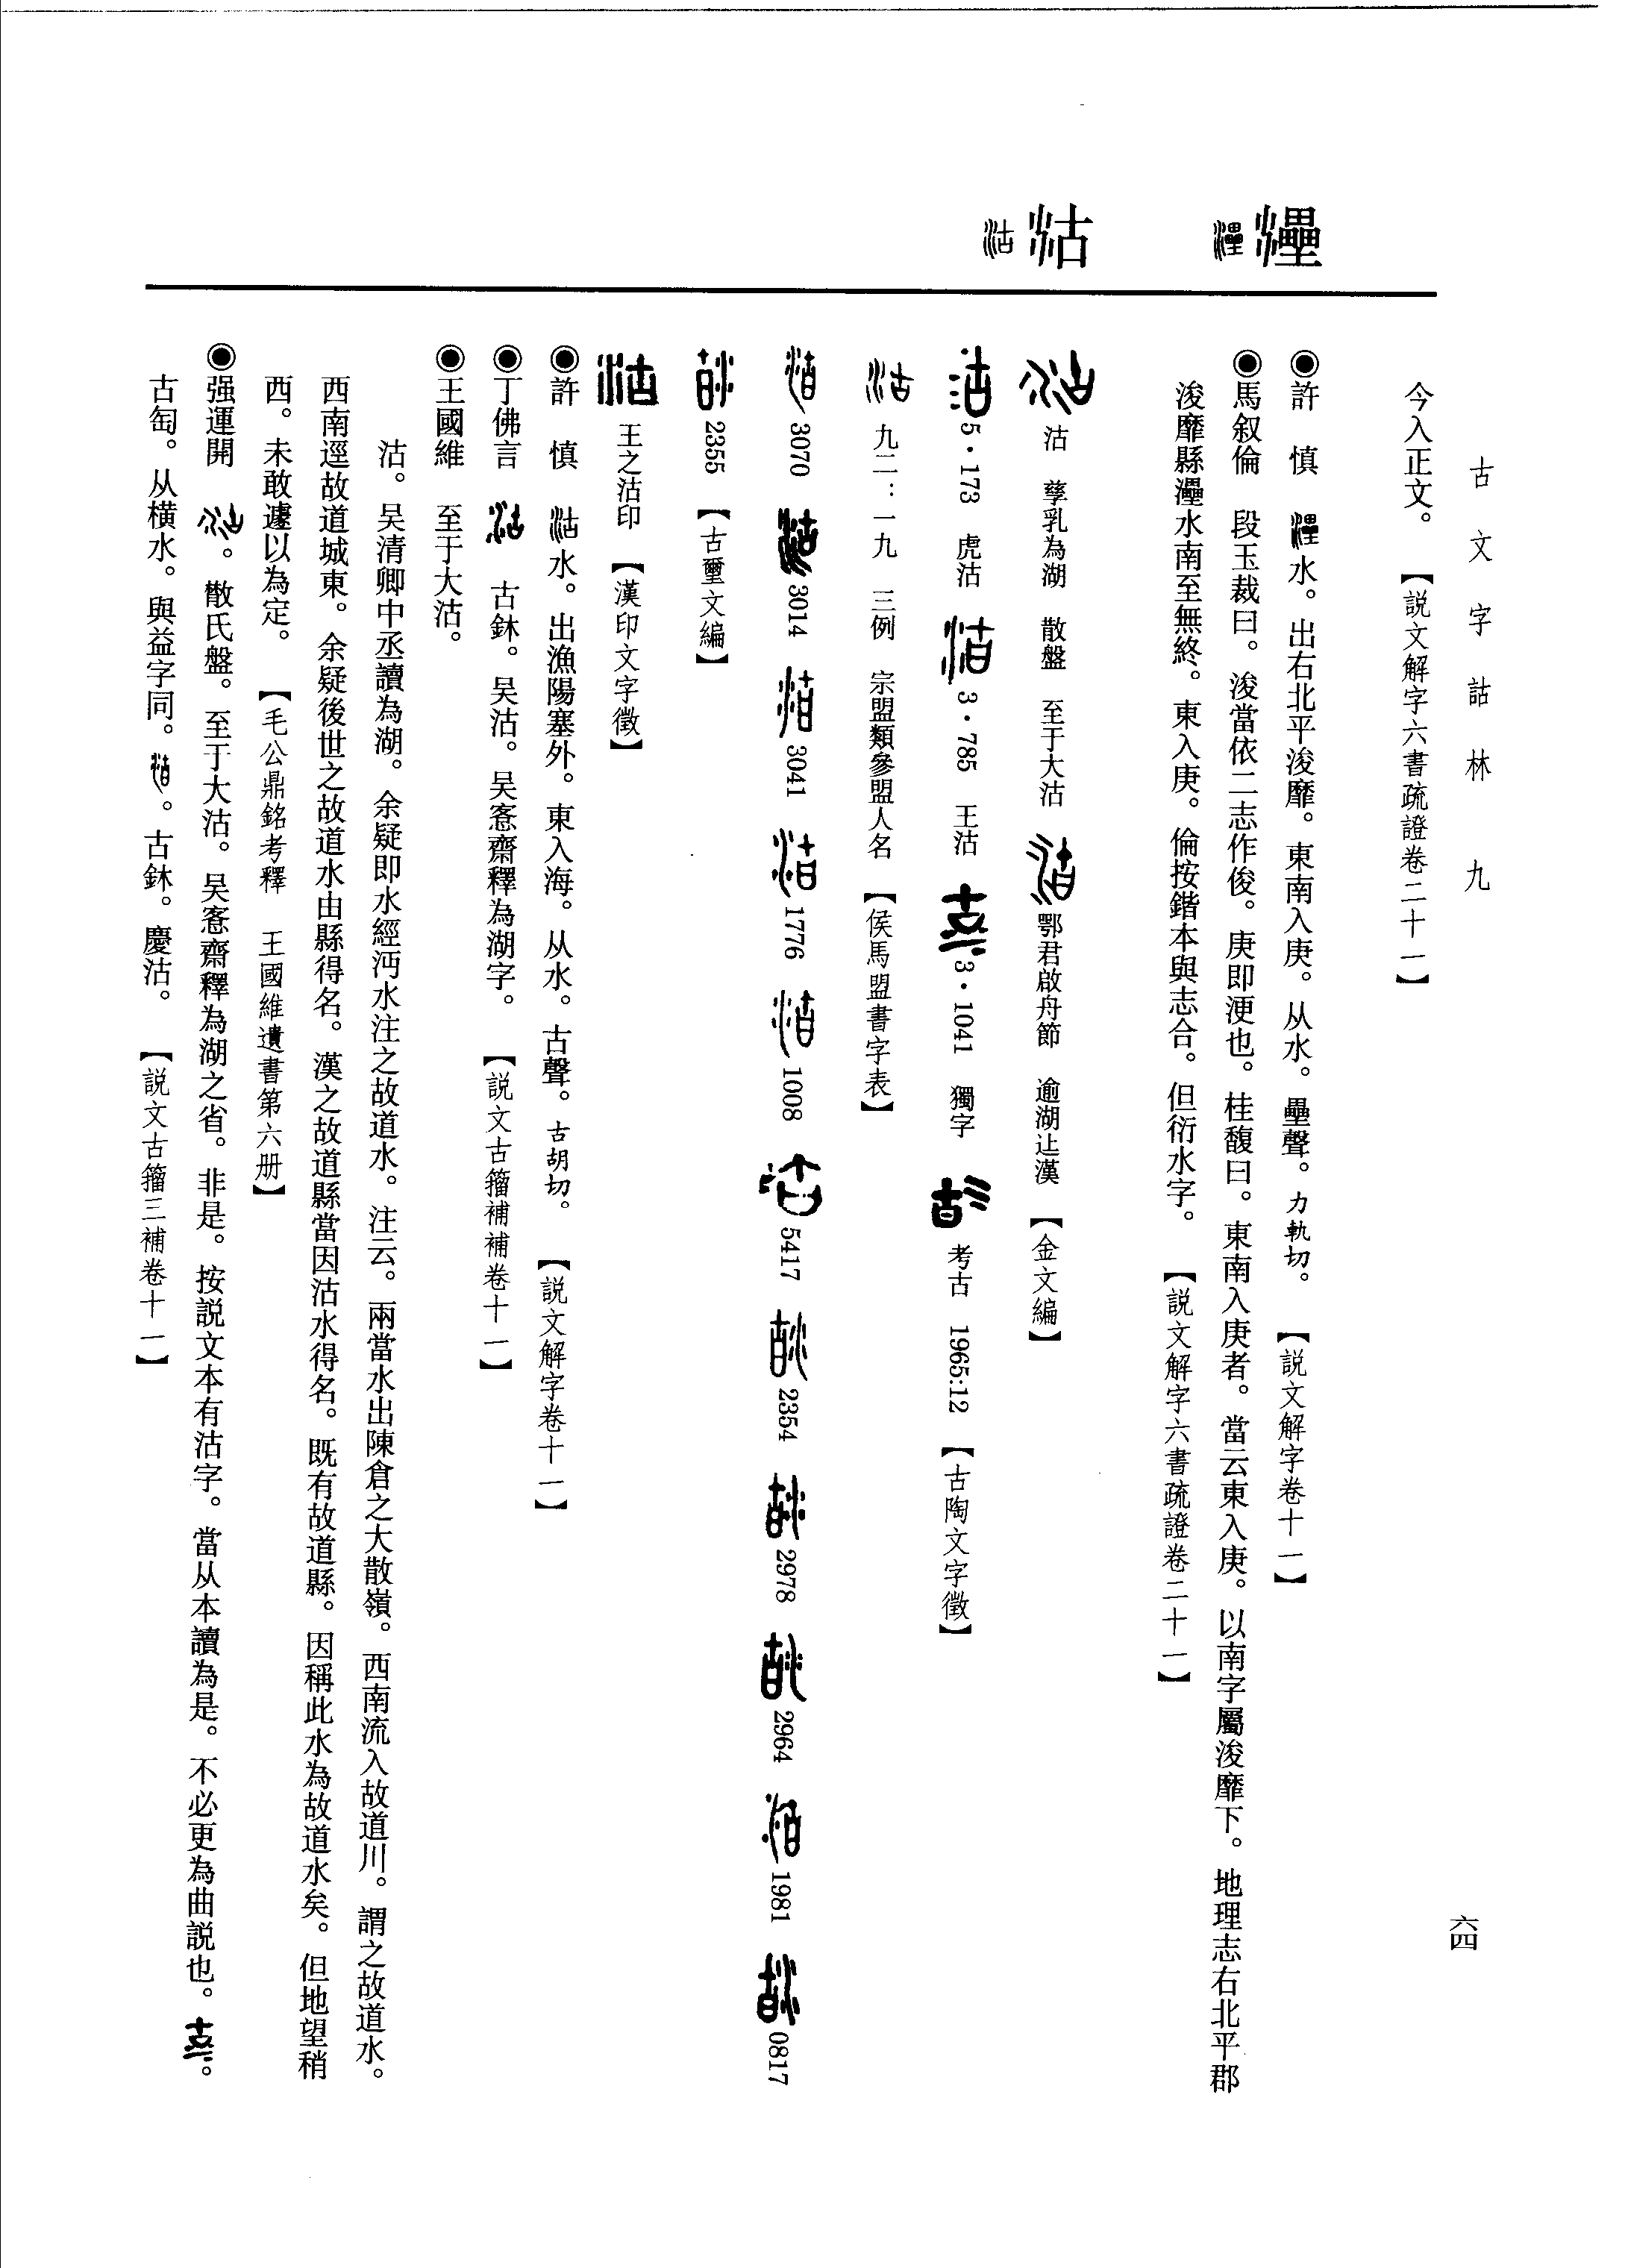 古文字詁林 九
六四
灅
沽
今入正文。【説文解字六書疏證卷二十一】
◉許 慎 水。出右北平浚靡。東南入庚。从水。壘聲。力軌切。【説文解字卷十一】
◉馬叙倫 段玉裁曰。浚當依二志作俊。庚即浭也。桂馥曰。東南入庚者。當云東入庚。以南字屬浚靡下。地理志右北平郡
浚靡縣灅水南至無終。東入庚。倫按鍇本與志合。但衍水字。【説文解字六書疏證卷二十一】
沽 孳乳為湖 散盤 至于大沽 鄂君啟舟節 逾湖让漢【金文編】
5·173 虎沽 3·785 王沽 3·1041 獨字 考古 1965:12【古陶文字徵】
九二：一九 三例 宗盟類參盟人名【侯馬盟書字表】
3070 3014 3041 1776 1008 5417 2354 2978 2964 1981 0817
2355【古璽文編】
王之沽印【漢印文字徵】
◉許 慎 水。出漁陽塞外。東入海。从水。古聲。古胡切。【説文解字卷十一】
◉丁佛言 古鉢。吴沽。吴愙齋釋為湖字。【説文古籀補補卷十一】
◉王國維 至于大沽。
沽。吴清卿中丞讀為湖。余疑即水經沔水注之故道水。注云。兩當水出陳倉之大散嶺。西南流入故道川。謂之故道水。
西南逕故道城東。余疑後世之故道水由縣得名。漢之故道縣當因沽水得名。既有故道縣。因稱此水為故道水矣。但地望稍
西。未敢遽以為定。【毛公鼎銘考釋 王國維遺書第六册】
◉强運開 。散氏盤。至于大沽。吴愙齋釋為湖之省。非是。按説文本有沽字。當从本讀為是。不必更為曲説也。。
古匋。从横水。與益字同。。古鉢。慶沽。【説文古籀三補卷十一】